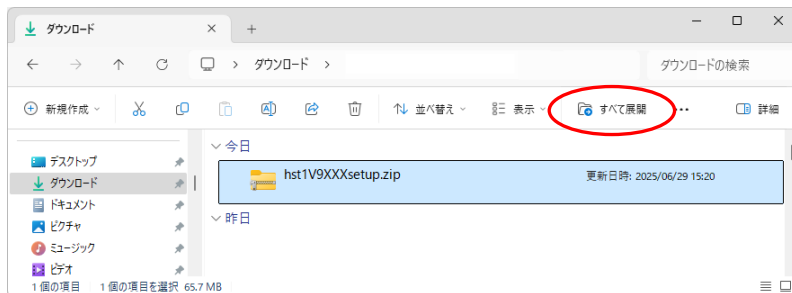 ダウンロード
ダウンロード
ダウンロードの検索
新規作成 並べ替え 表示 すべて展開 ... 詳細
今日
デスクトップ
hst1V9XXXsetup.zip 更新日時: 2025/06/29 15:20
ダウンロード
ドキュメント
昨日
ピクチャ
ミュージック
ビデオ
1 個の項目 1 個の項目を選択 65.7 MB